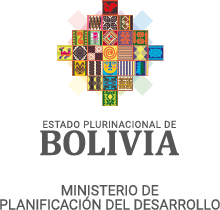 ESTADO PLURINACIONAL DE
BOLIVIA
MINISTERIO DE
PLANIFICACIÓN DEL DESARROLLO